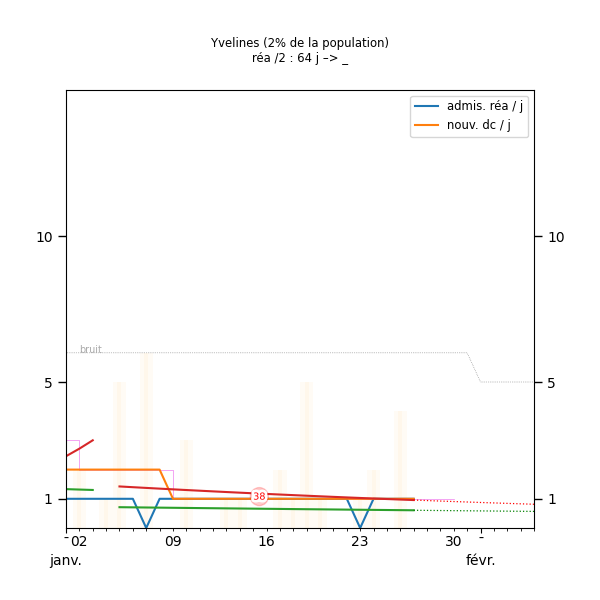 Yvelines (2% de la population)
réa /2 : 64 j –> _
admis. réa / j
nouv. dc / j
10 10
bruit
5 5
38
1 1
02 09 16 23 30 -
janv. févr.